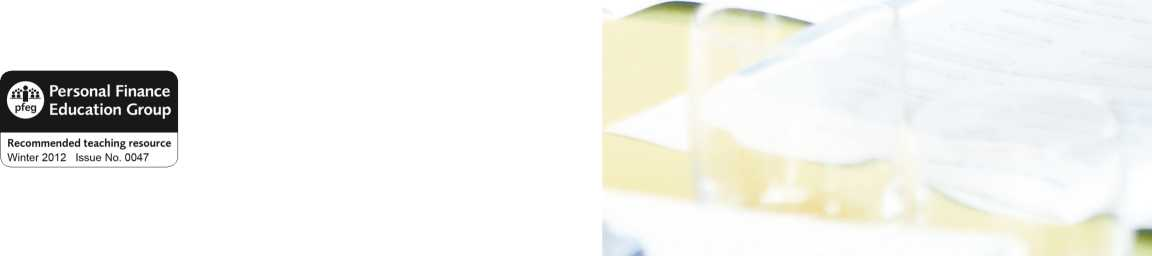 Personal Finance
pfeg
Education Group
Recommended teaching resource
Winter 2012 Issue No. 0047